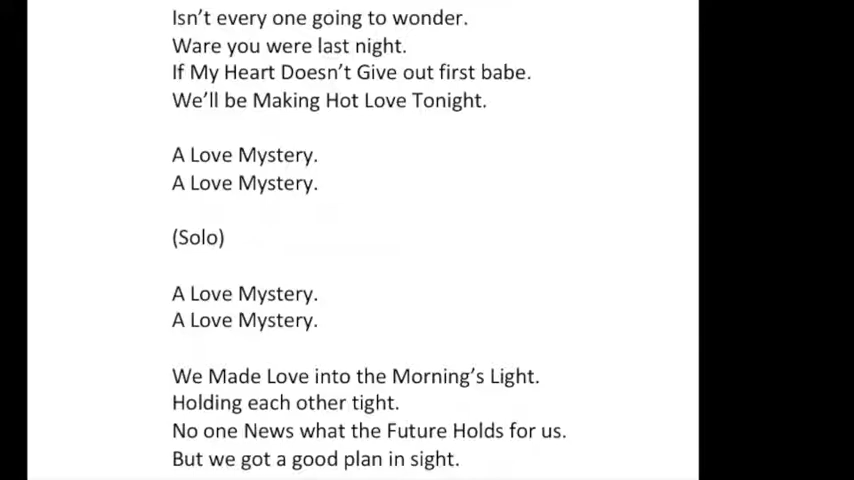 Isn't every one going to wonder.
Ware you were last night.
If My Heart Doesn't Give out first babe.
We'll be Making Hot Love Tonight.
A Love Mystery.
A Love Mystery.
(Solo)
A Love Mystery.
A Love Mystery.
We Made Love into the Morning's Light.
Holding each other tight.
No one News what the Future Holds for us.
But we got a good plan in sight.